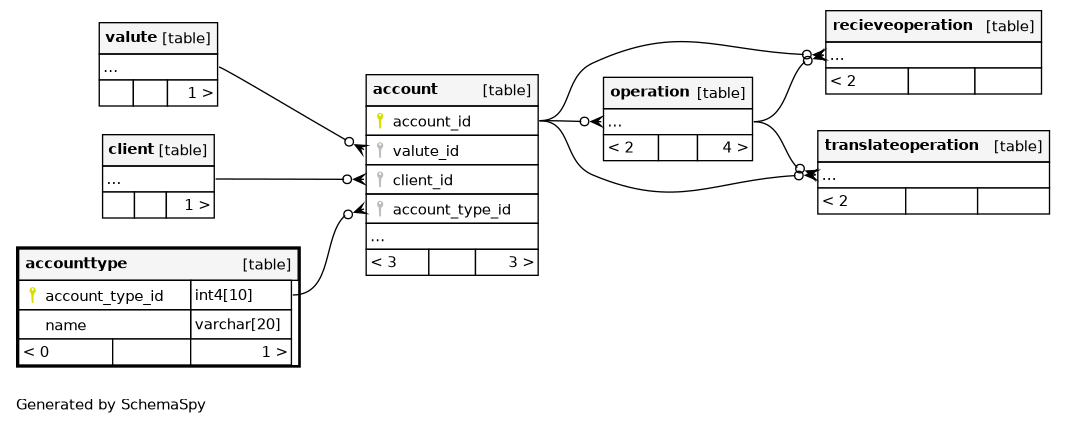 valute [table]
...
1 >
client [table]
...
1 >
accounttype [table]
account_type_id int4[10]
name varchar[20]
< 0 1 >
account [table]
account_id
valute_id
client_id
account_type_id
...
< 3 3 >
operation [table]
...
< 2 4 >
recieveoperation [table]
...
< 2
translateoperation [table]
...
< 2
Generated by SchemaSpy